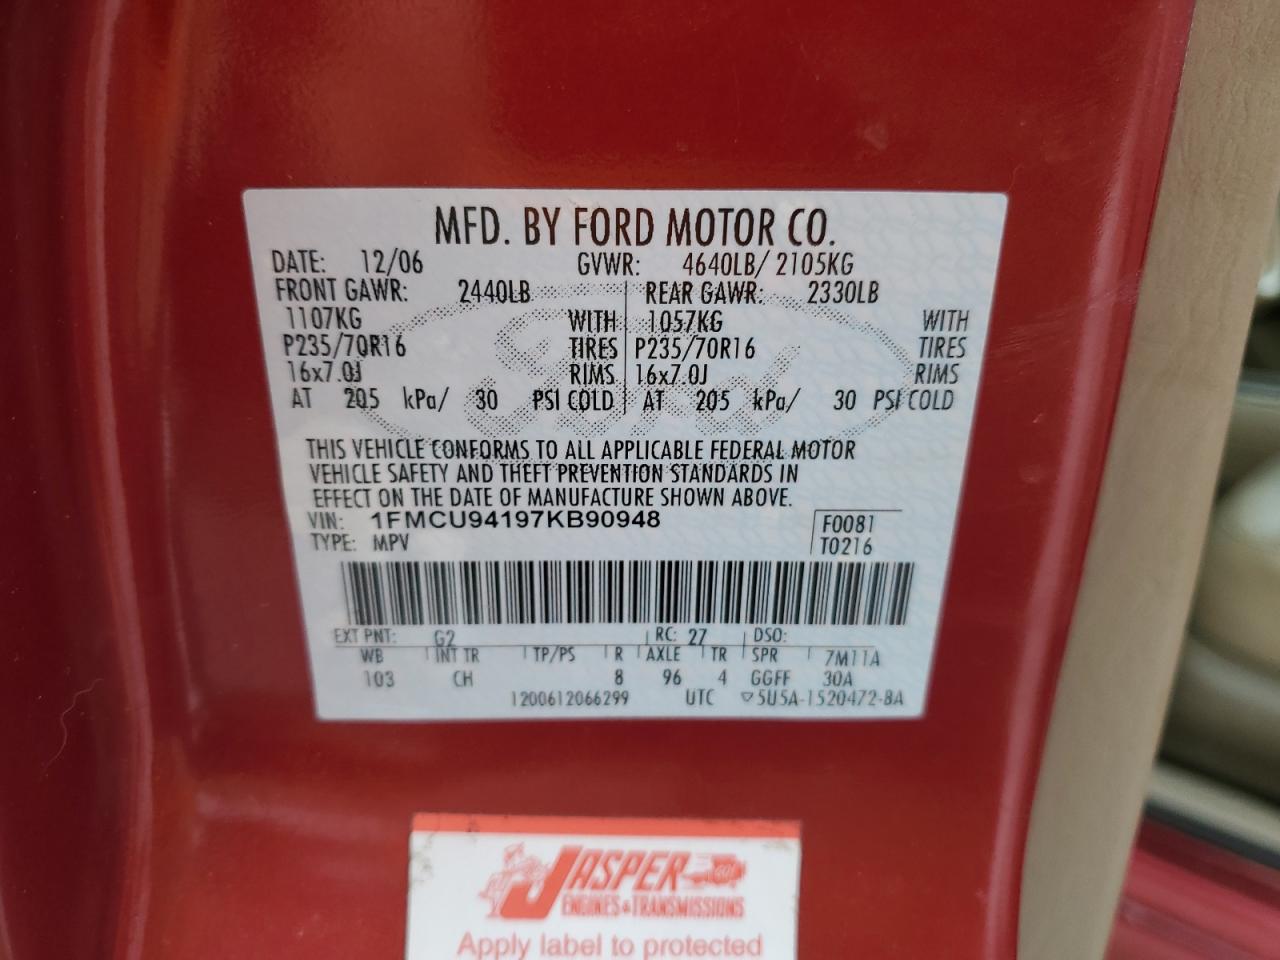 MFD. BY FORD MOTOR CO.
DATE: 12/06 GVWR: 4640LB/ 2105KG
FRONT GAWR: 2440LB REAR GAWR: 2330LB
1107KG WITH 1057KG WITH
P235/70R16 TIRES P235/70R16 TIRES
16x7.0J RIMS 16x7.0J RIMS
AT 205 kPa/ 30 PSI COLD AT 205 kPa/ 30 PSI COLD
THIS VEHICLE CONFORMS TO ALL APPLICABLE FEDERAL MOTOR
VEHICLE SAFETY AND THEFT PREVENTION STANDARDS IN
EFFECT ON THE DATE OF MANUFACTURE SHOWN ABOVE.
VIN: 1FMCU94197KB90948 F0081
TYPE: MPV T0216
EXT PNT: G2 RC: 27 DSO:
WB INT TR TP/PS R AXLE TR SPR 7M11A
103 CH 8 96 4 GGFF 30A
1200612066299 UTC ▽5U5A-1520472-BA
JASPER
ENGINES & TRANSMISSIONS
Apply label to protected